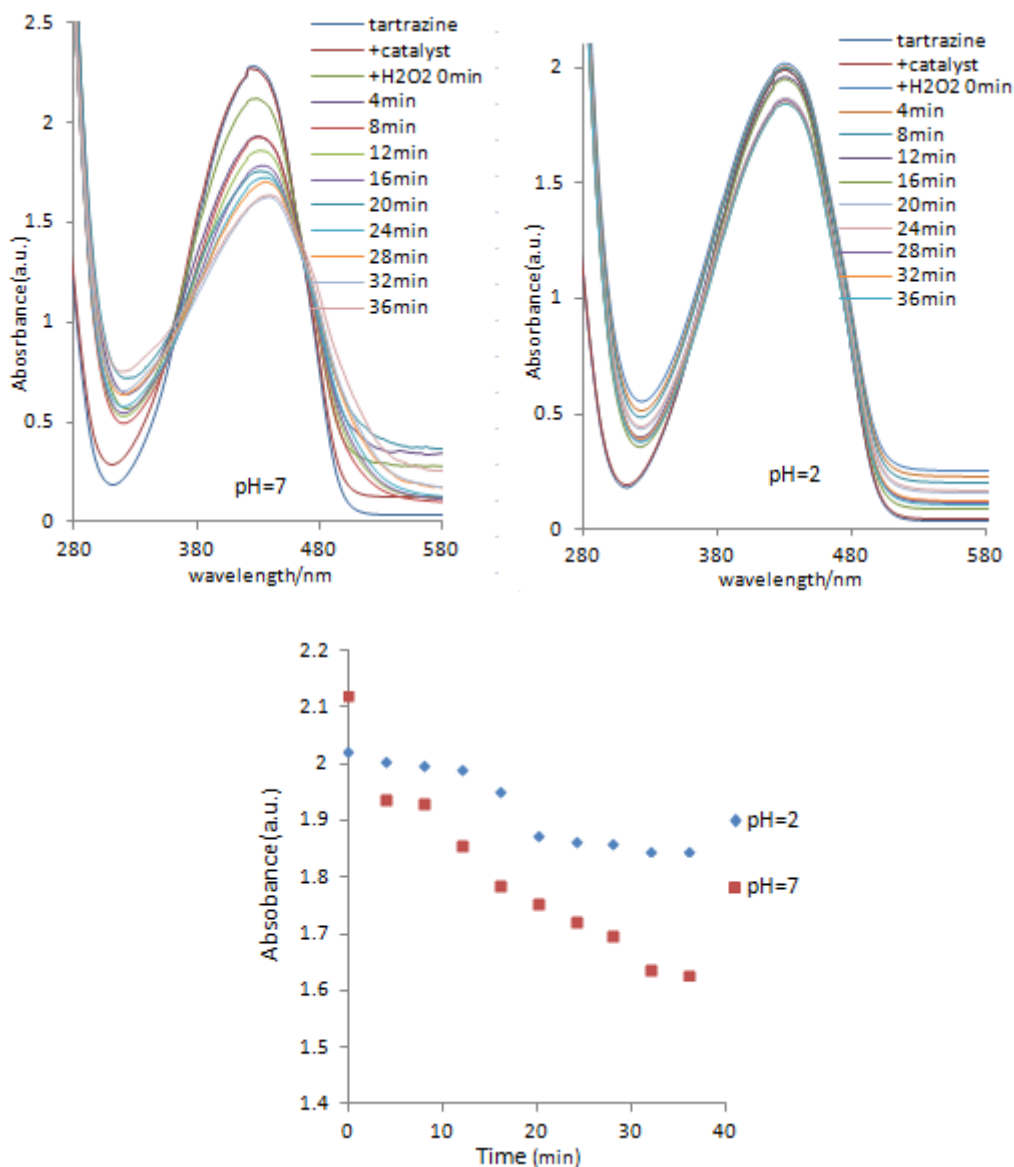 2.5
2
1.5
1
0.5
0
280
380
480
580
Abosrbance(a.u.)
wavelength/nm
pH=7
tartrazine
+catalyst
+H2O2 0min
4min
8min
12min
16min
20min
24min
28min
32min
36min
2
1.5
1
0.5
0
280
380
480
580
Absorbance(a.u.)
wavelength/nm
pH=2
tartrazine
+catalyst
+H2O2 0min
4min
8min
12min
16min
20min
24min
28min
32min
36min
2.2
2.1
2
1.9
1.8
1.7
1.6
1.5
1.4
0
10
20
30
40
Absobance(a.u.)
Time (min)
pH=2
pH=7